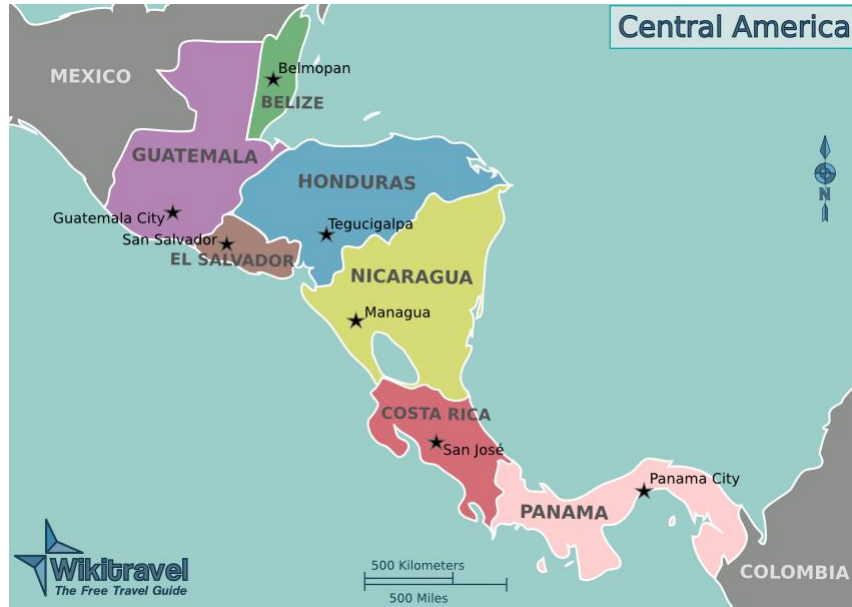 Central America
MEXICO
Belmopan
BELIZE
GUATEMALA
HONDURAS
N
Guatemala City
Tegucigalpa
San Salvador
EL SALVADOR
NICARAGUA
Managua
COSTA RICA
San José
Panama City
PANAMA
COLOMBIA
500 Kilometers
500 Miles
Wikitravel
The Free Travel Guide